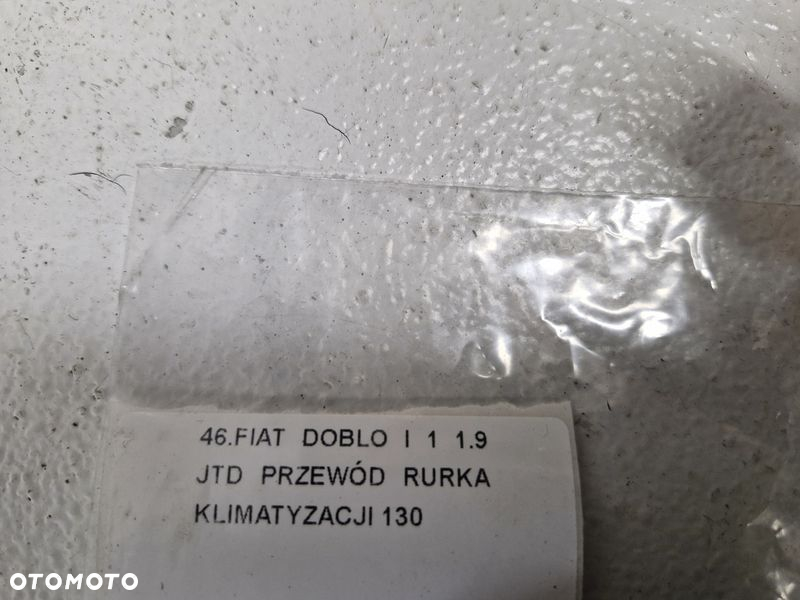 46.FIAT DOBLO I 1 1.9
JTD PRZEWÓD RURKA
KLIMATYZACJI 130
OTOMOTO